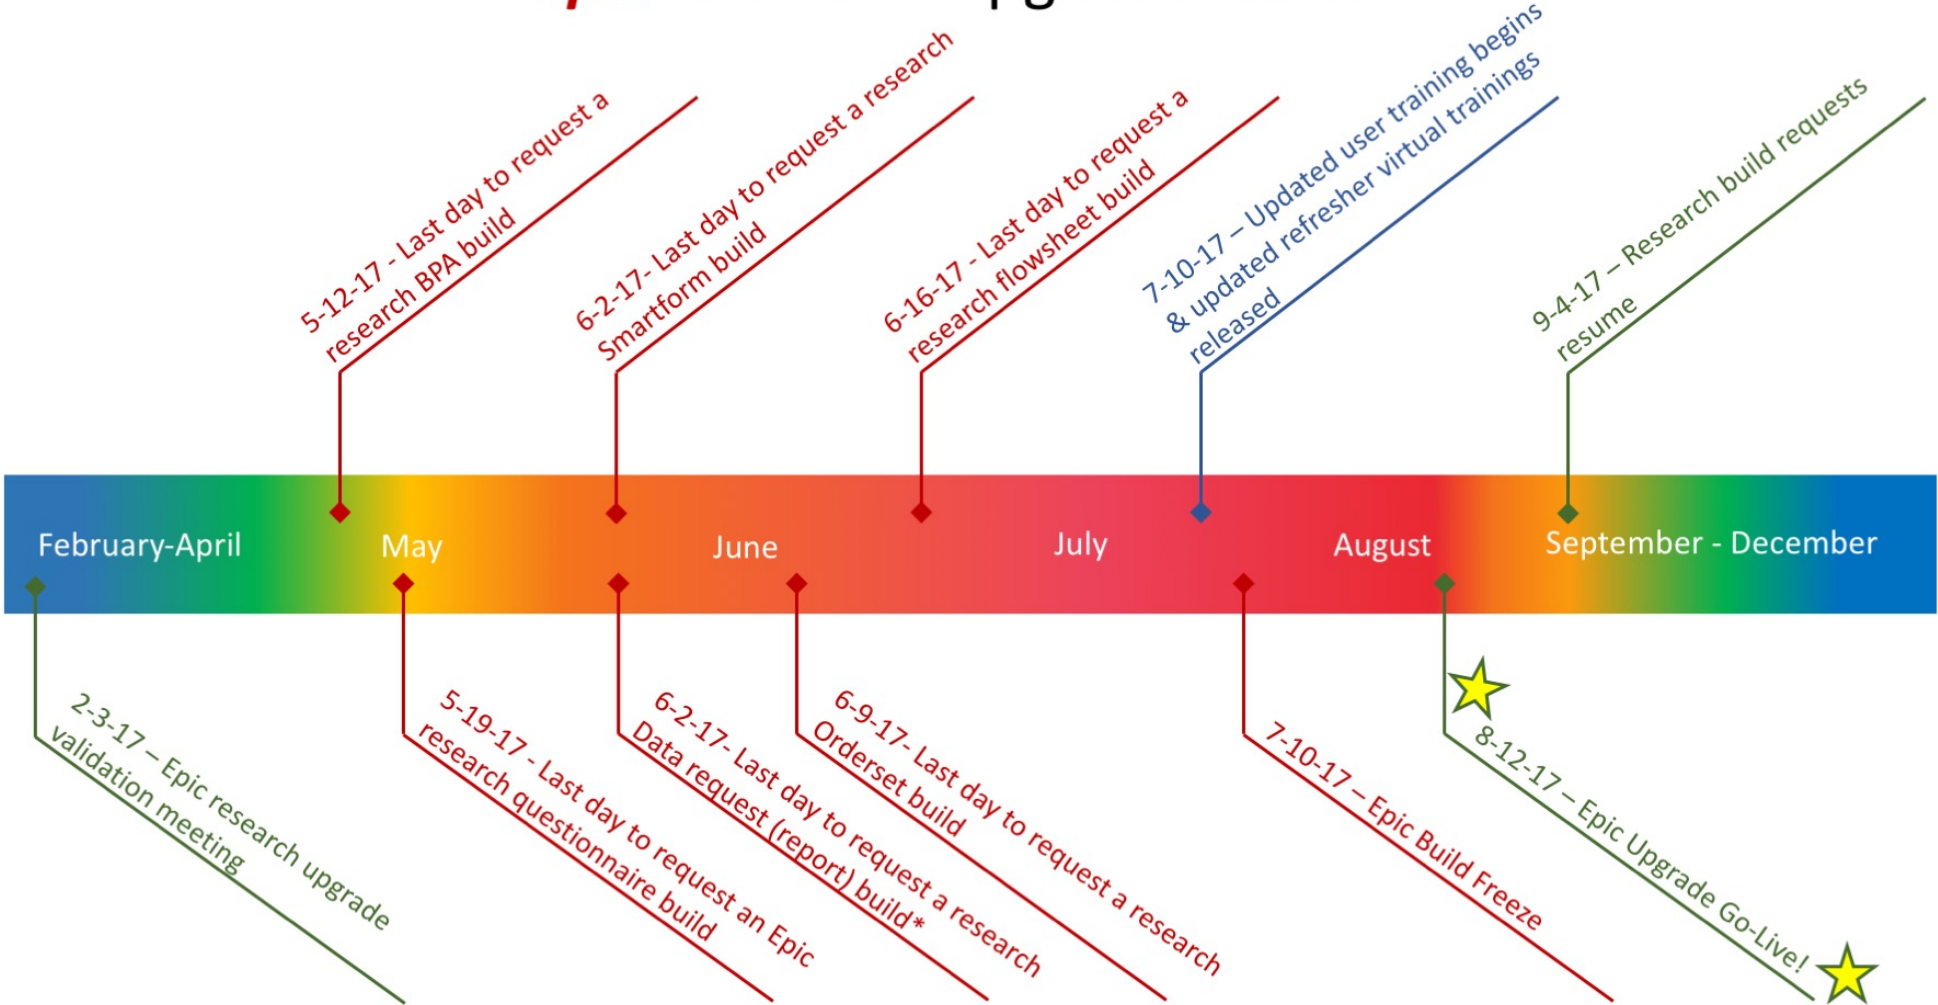 5-12-17 - Last day to request a
research BPA build
6-2-17- Last day to request a research
Smartform build
6-16-17 - Last day to request a
research flowsheet build
7-10-17 – Updated user training begins
& updated refresher virtual trainings
released
9-4-17 – Research build requests
resume
February-April
May
June
July
August
September - December
2-3-17 – Epic research upgrade
validation meeting
5-19-17 - Last day to request an Epic
research questionnaire build
6-2-17- Last day to request a research
Data request (report) build*
6-9-17- Last day to request a research
Orderset build
7-10-17 – Epic Build Freeze
8-12-17 – Epic Upgrade Go-Live!